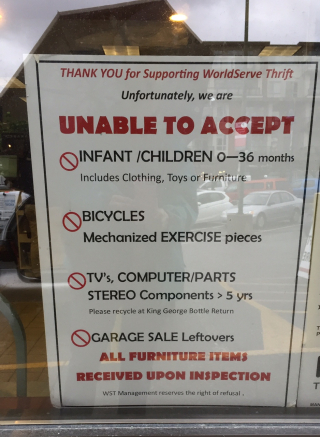 THANK YOU for Supporting WorldServe Thrift
Unfortunately, we are
UNABLE TO ACCEPT
INFANT /CHILDREN 0—36 months
Includes Clothing, Toys or Furniture
BICYCLES
Mechanized EXERCISE pieces
TV's, COMPUTER/PARTS
STEREO Components > 5 yrs
Please recycle at King George Bottle Return
GARAGE SALE Leftovers
ALL FURNITURE ITEMS
RECEIVED UPON INSPECTION
WST Management reserves the right of refusal .